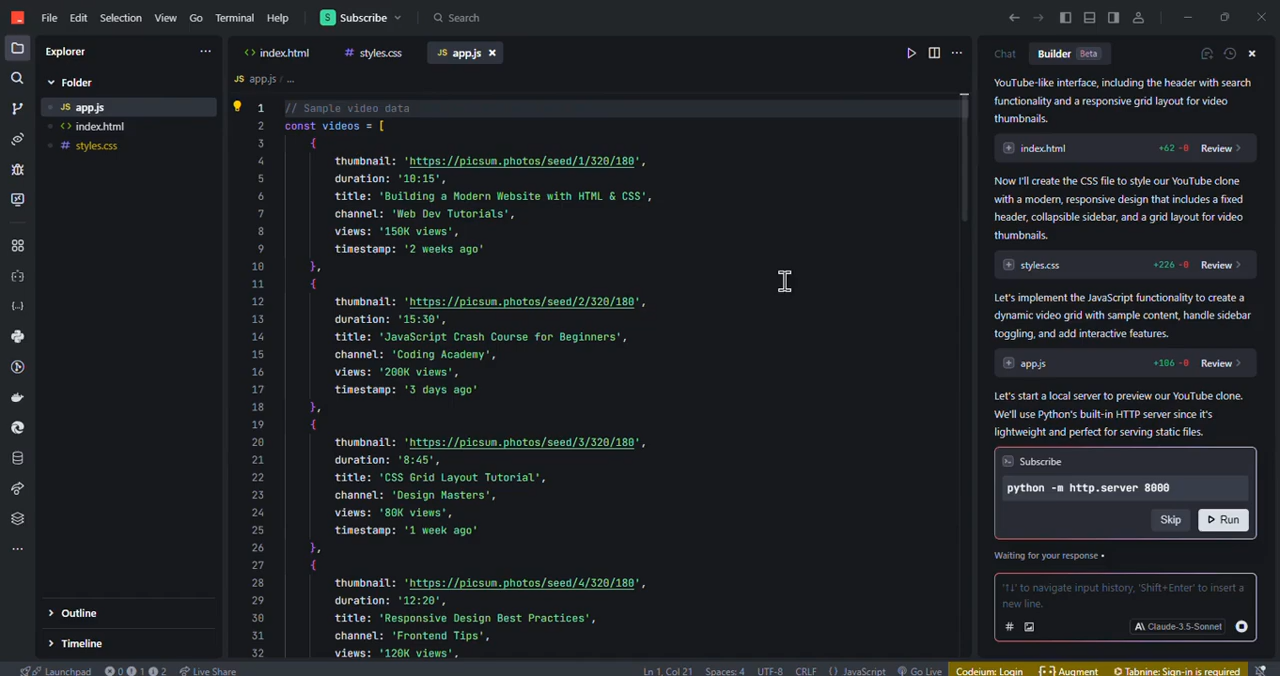 File Edit Selection View Go Terminal Help S Subscribe Search
Explorer ...
Folder
JS app.js
<> index.html
# styles.css
Outline
Timeline
<> index.html # styles.css JS app.js ×
JS app.js / ...
1 // Sample video data
2 const videos = [
3 {
4 thumbnail: 'https://picsum.photos/seed/1/320/180',
5 duration: '10:15',
6 title: 'Building a Modern Website with HTML & CSS',
7 channel: 'Web Dev Tutorials',
8 views: '150K views',
9 timestamp: '2 weeks ago'
10 },
11 {
12 thumbnail: 'https://picsum.photos/seed/2/320/180',
13 duration: '15:30',
14 title: 'JavaScript Crash Course for Beginners',
15 channel: 'Coding Academy',
16 views: '200K views',
17 timestamp: '3 days ago'
18 },
19 {
20 thumbnail: 'https://picsum.photos/seed/3/320/180',
21 duration: '8:45',
22 title: 'CSS Grid Layout Tutorial',
23 channel: 'Design Masters',
24 views: '80K views',
25 timestamp: '1 week ago'
26 },
27 {
28 thumbnail: 'https://picsum.photos/seed/4/320/180',
29 duration: '12:20',
30 title: 'Responsive Design Best Practices',
31 channel: 'Frontend Tips',
32 views: '120K views',
Chat Builder Beta
YouTube-like interface, including the header with search
functionality and a responsive grid layout for video
thumbnails.
index.html +62 -0 Review
Now I'll create the CSS file to style our YouTube clone
with a modern, responsive design that includes a fixed
header, collapsible sidebar, and a grid layout for video
thumbnails.
styles.css +226 -0 Review
Let's implement the JavaScript functionality to create a
dynamic video grid with sample content, handle sidebar
toggling, and add interactive features.
app.js +106 -0 Review
Let's start a local server to preview our YouTube clone.
We'll use Python's built-in HTTP server since it's
lightweight and perfect for serving static files.
Subscribe
python -m http.server 8000
Skip Run
Waiting for your response •
'↑↓' to navigate input history, 'Shift+Enter' to insert a
new line.
# A\ Claude-3.5-Sonnet
Launchpad 0 1 2 Live Share Ln 1, Col 21 Spaces: 4 UTF-8 CRLF {} JavaScript Go Live Codeium: Login Augment Tabnine: Sign-in is required